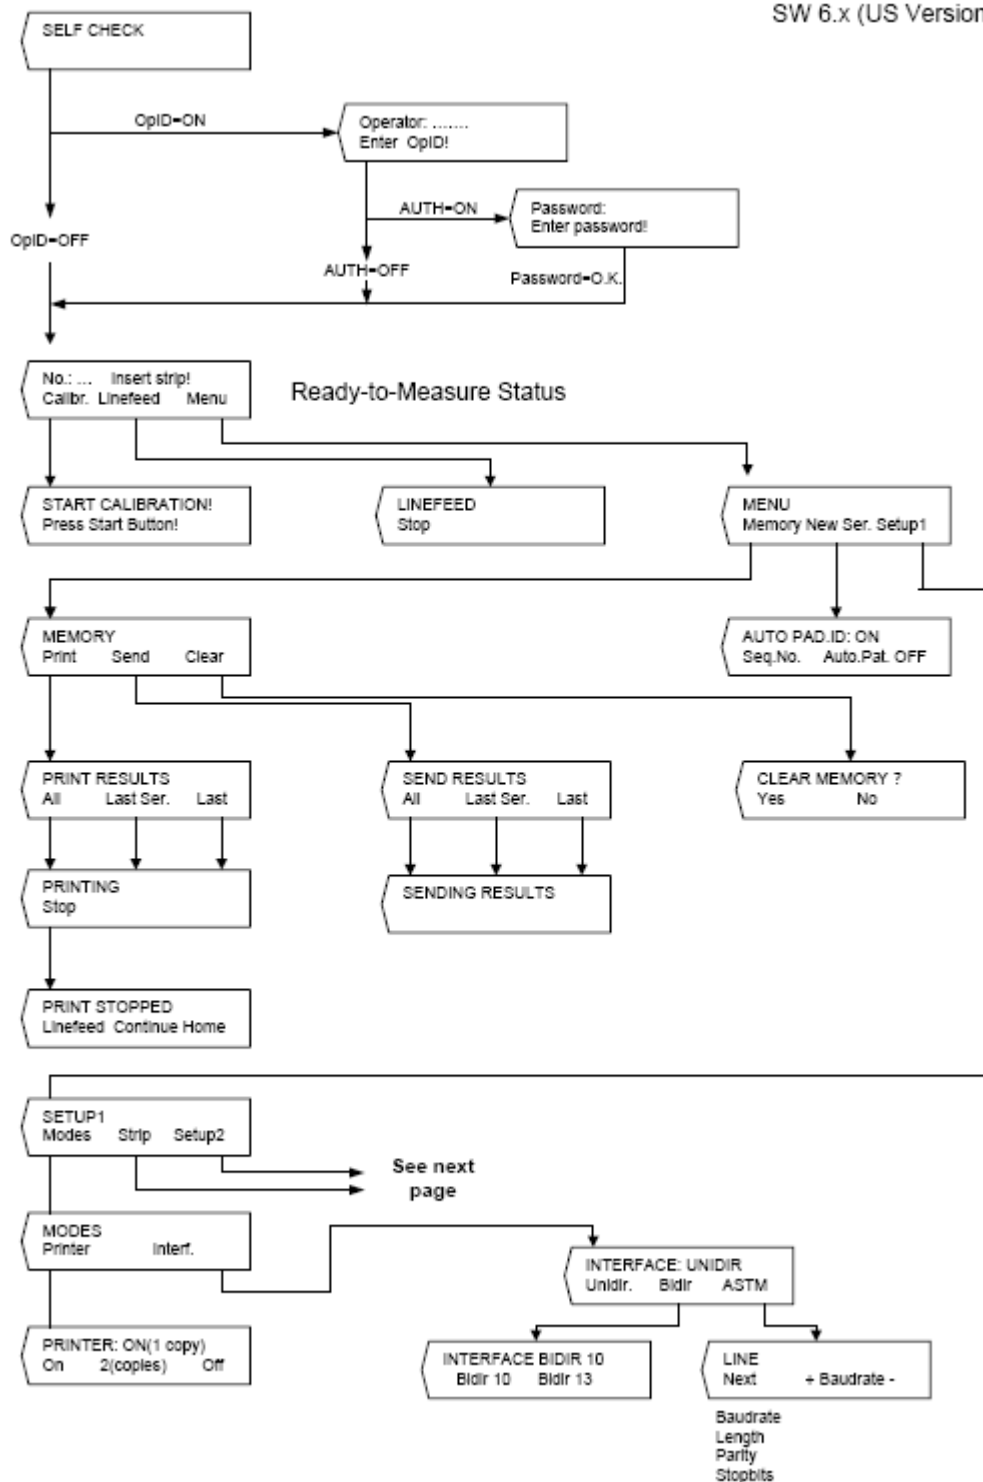 SW 6.x (US Version
SELF CHECK
OpID=ON
Operator: .......
Enter OpID!
AUTH=ON
Password:
Enter password!
OpID=OFF
AUTH=OFF
Password=O.K.
No.: ... Insert strip!
Calibr. Linefeed Menu
Ready-to-Measure Status
START CALIBRATION!
Press Start Button!
LINEFEED
Stop
MENU
Memory New Ser. Setup1
MEMORY
Print Send Clear
AUTO PAD.ID: ON
Seq.No. Auto.Pat. OFF
PRINT RESULTS
All Last Ser. Last
SEND RESULTS
All Last Ser. Last
CLEAR MEMORY ?
Yes No
PRINTING
Stop
SENDING RESULTS
PRINT STOPPED
Linefeed Continue Home
SETUP1
Modes Strip Setup2
See next
page
MODES
Printer Interf.
INTERFACE: UNIDIR
Unidir. Bidir ASTM
PRINTER: ON(1 copy)
On 2(copies) Off
INTERFACE BIDIR 10
Bidir 10 Bidir 13
LINE
Next + Baudrate -
Baudrate
Length
Parity
Stopbits